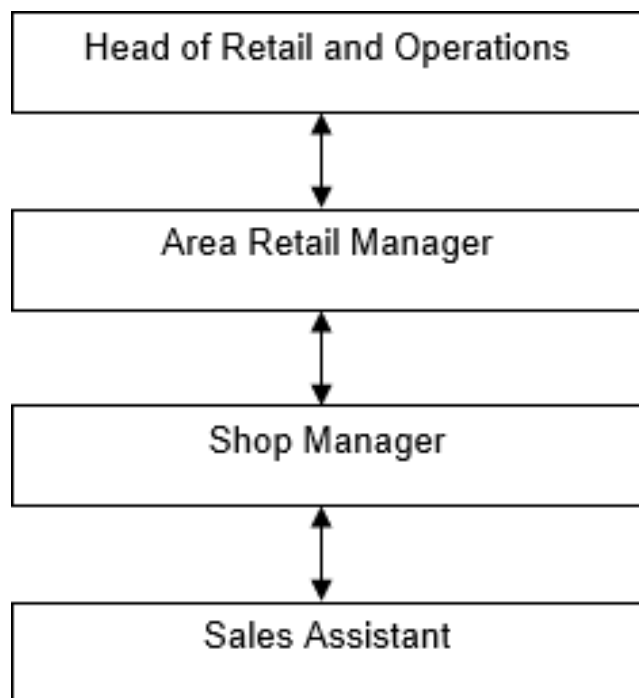 Head of Retail and Operations
Area Retail Manager
Shop Manager
Sales Assistant